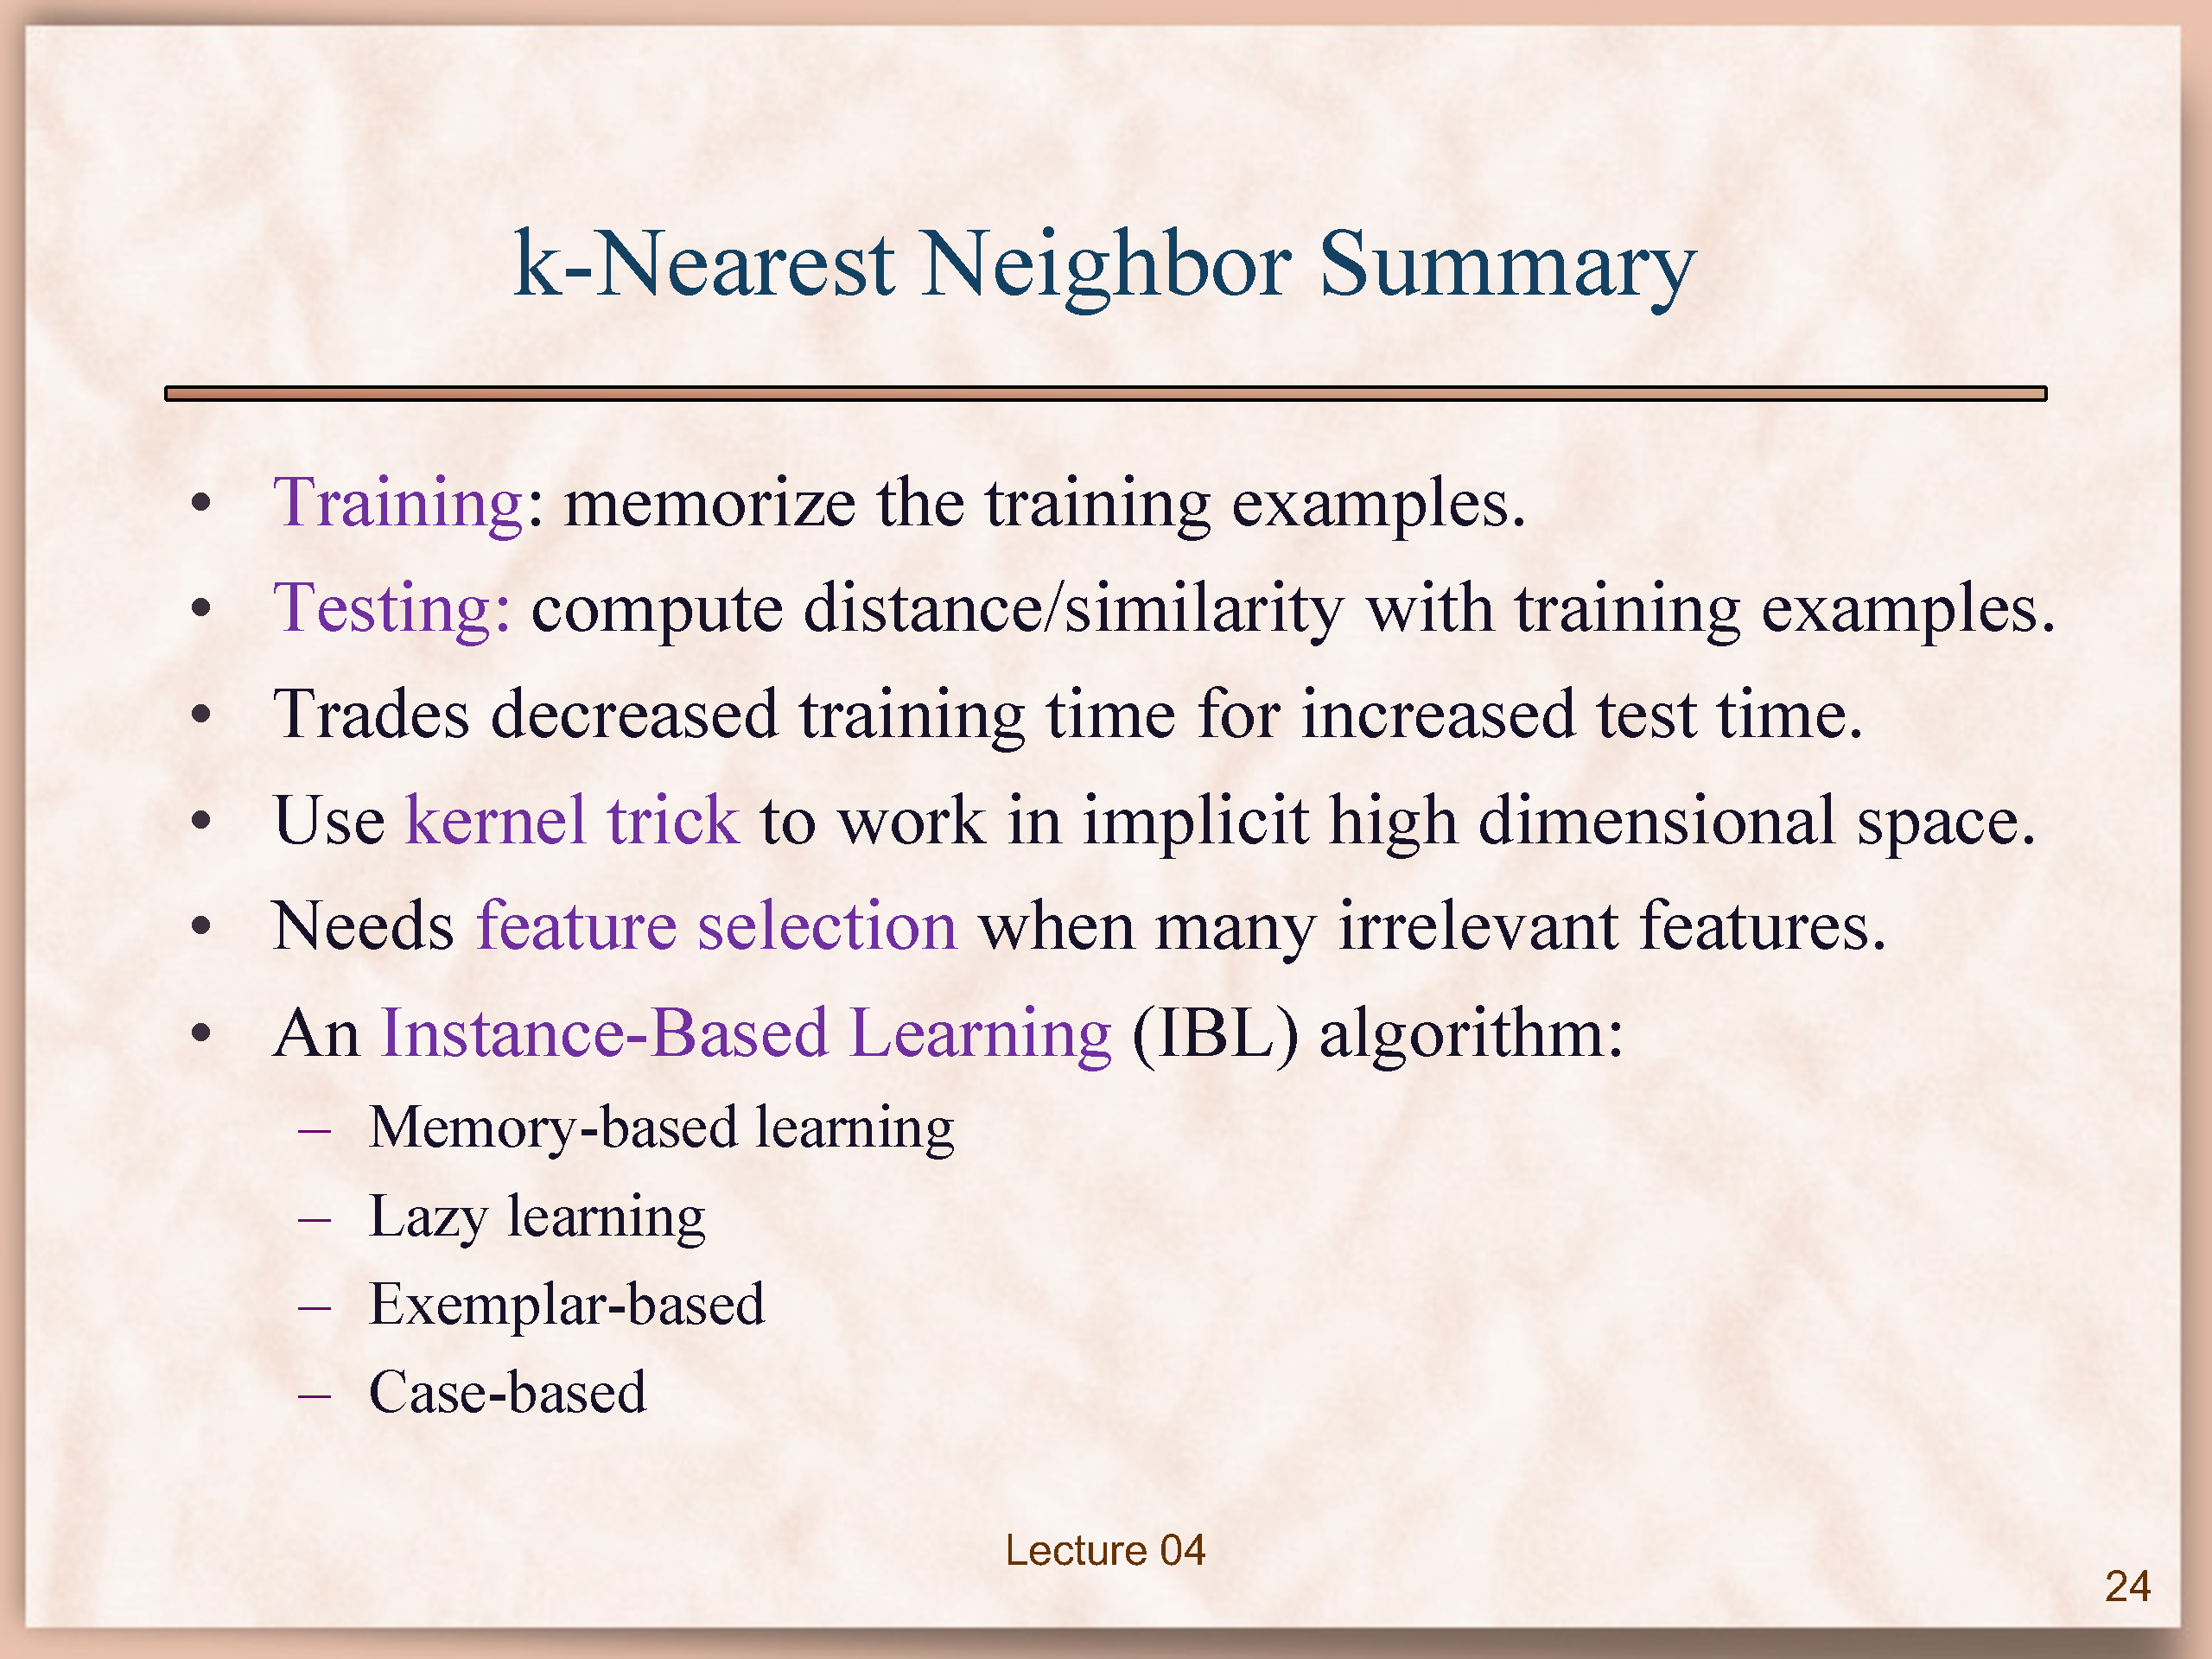 k-Nearest Neighbor Summary
• Training: memorize the training examples.
• Testing: compute distance/similarity with training examples.
• Trades decreased training time for increased test time.
• Use kernel trick to work in implicit high dimensional space.
• Needs feature selection when many irrelevant features.
• An Instance-Based Learning (IBL) algorithm:
– Memory-based learning
– Lazy learning
– Exemplar-based
– Case-based
Lecture 04
24